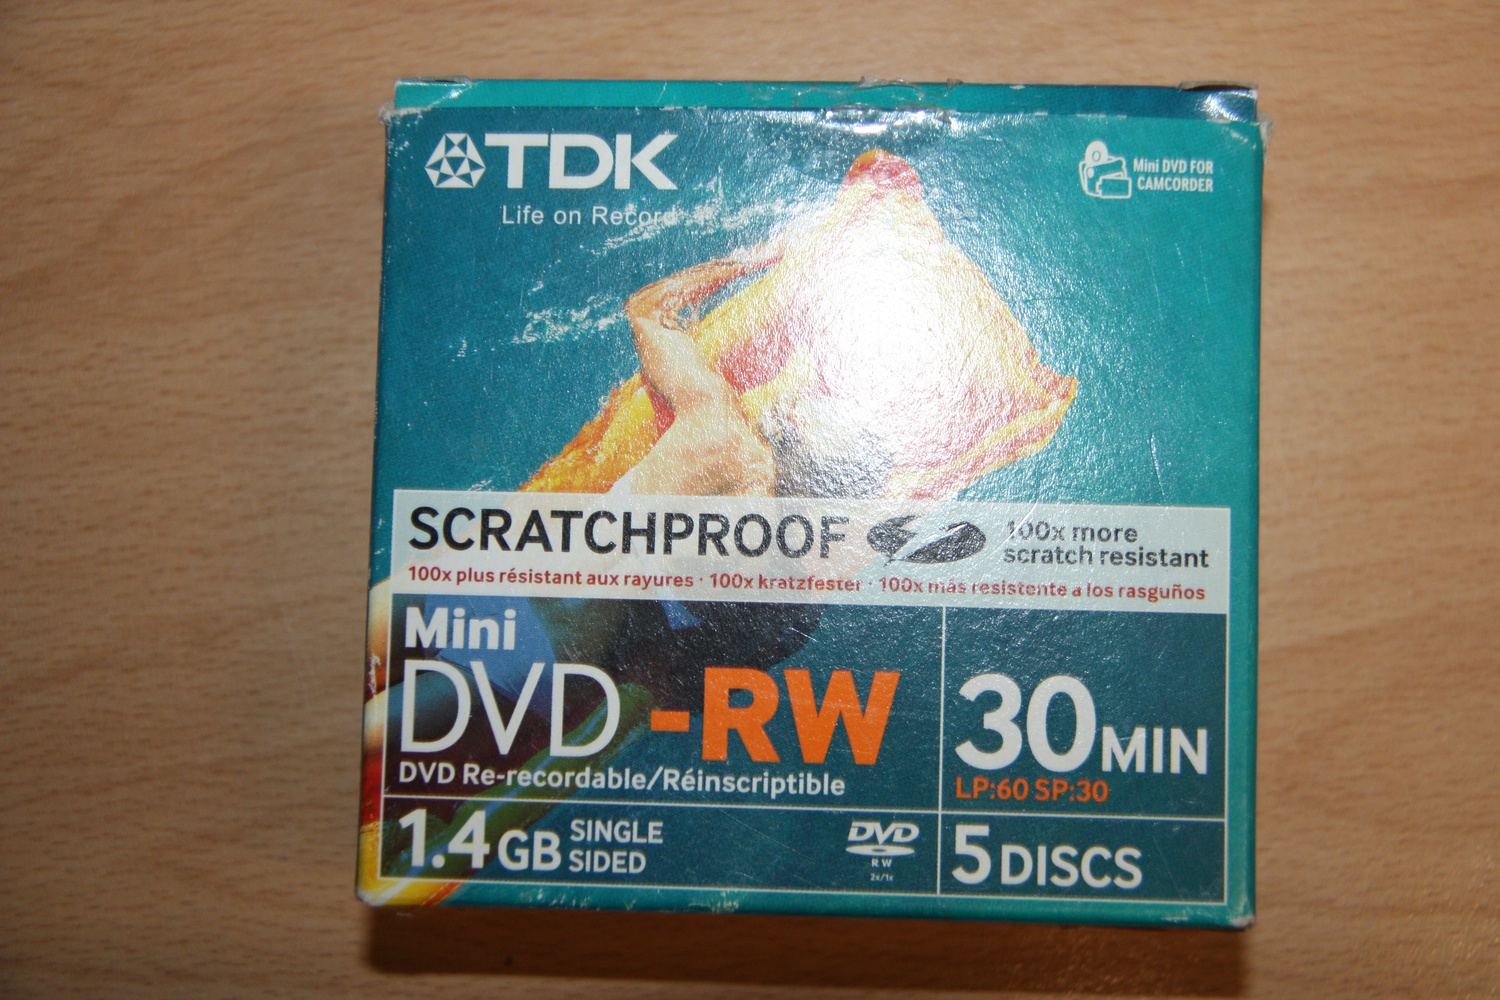 TDK
Life on Record
Mini DVD FOR
CAMCORDER
SCRATCHPROOF
100x more
scratch resistant
100x plus résistant aux rayures · 100x kratzfester · 100x más resistente a los rasguños
Mini
DVD -RW
DVD Re-recordable/Réinscriptible
30 MIN
LP:60 SP:30
1.4 GB SINGLE
SIDED
DVD
RW
2x/1x
5 DISCS